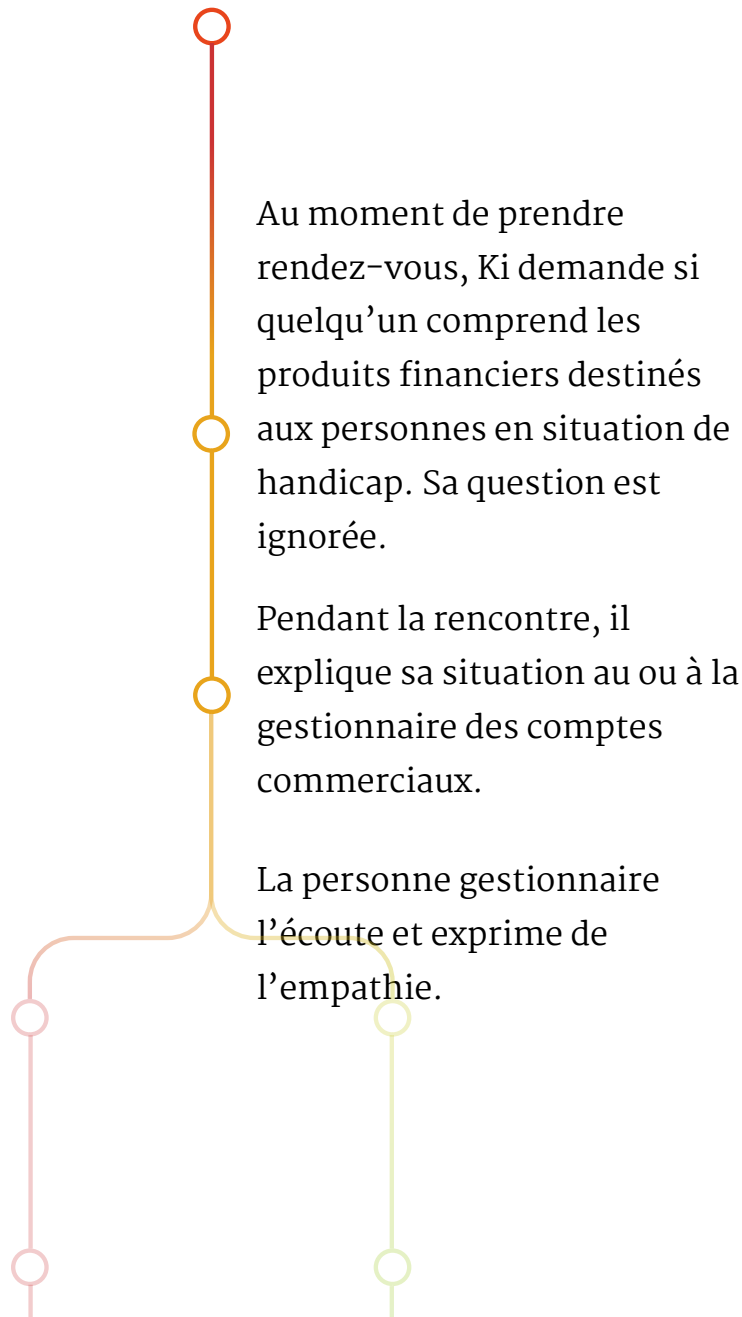 Au moment de prendre
rendez-vous, Ki demande si
quelqu’un comprend les
produits financiers destinés
aux personnes en situation de
handicap. Sa question est
ignorée.
Pendant la rencontre, il
explique sa situation au ou à la
gestionnaire des comptes
commerciaux.
La personne gestionnaire
l’écoute et exprime de
l’empathie.